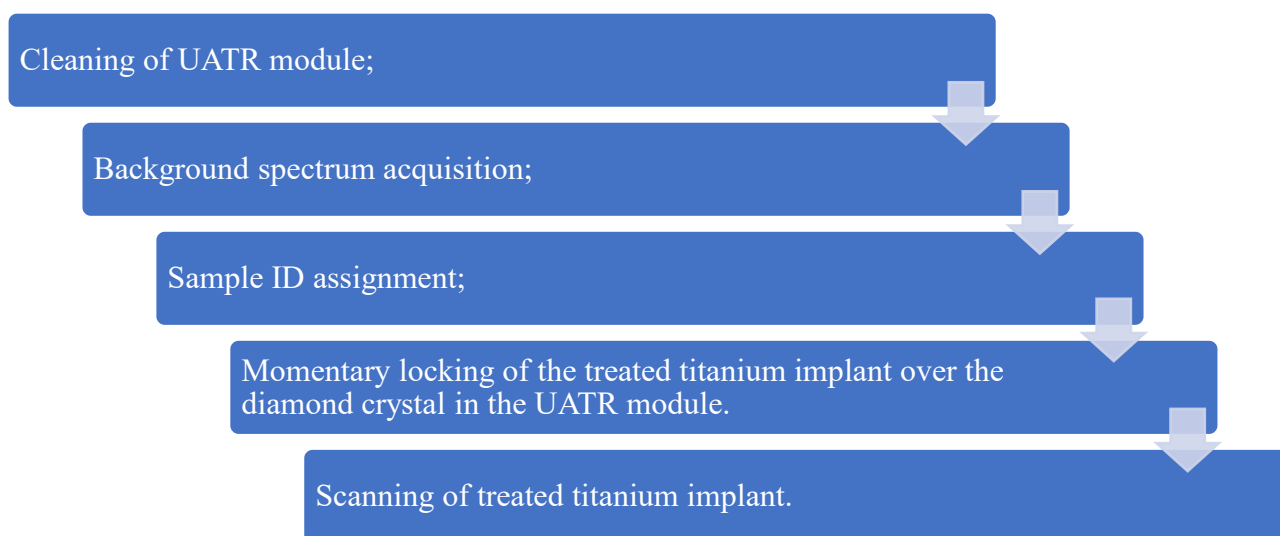 Cleaning of UATR module;
Background spectrum acquisition;
Sample ID assignment;
Momentary locking of the treated titanium implant over the
diamond crystal in the UATR module.
Scanning of treated titanium implant.